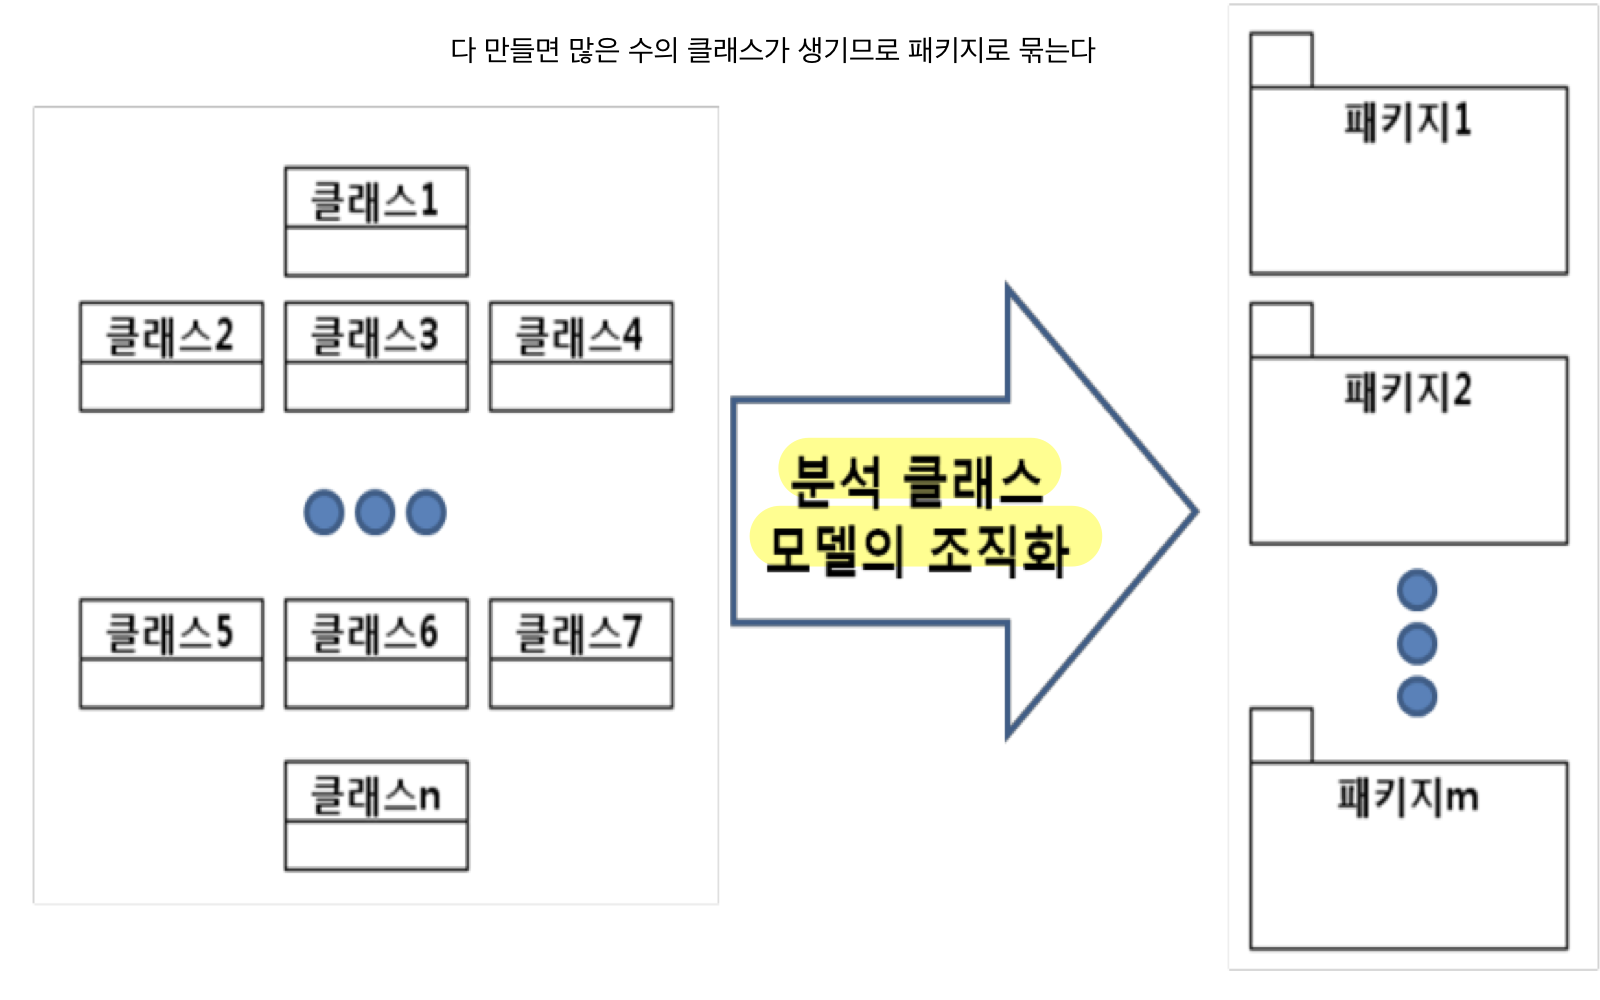 다 만들면 많은 수의 클래스가 생기므로 패키지로 묶는다
클래스1
클래스2 클래스3 클래스4
클래스5 클래스6 클래스7
클래스n
분석 클래스
모델의 조직화
패키지1
패키지2
패키지m